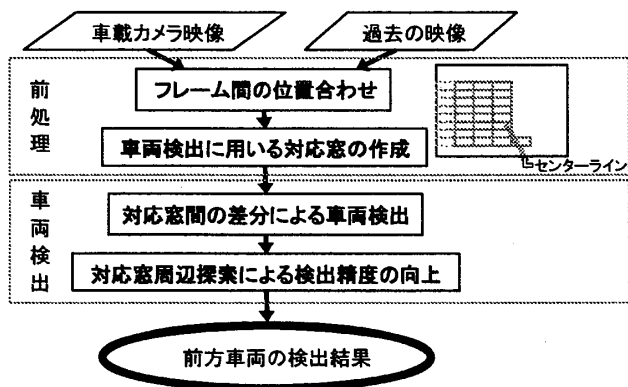 車載カメラ映像
過去の映像
前処理
フレーム間の位置合わせ
車両検出に用いる対応窓の作成
センターライン
車両検出
対応窓間の差分による車両検出
対応窓周辺探索による検出精度の向上
前方車両の検出結果